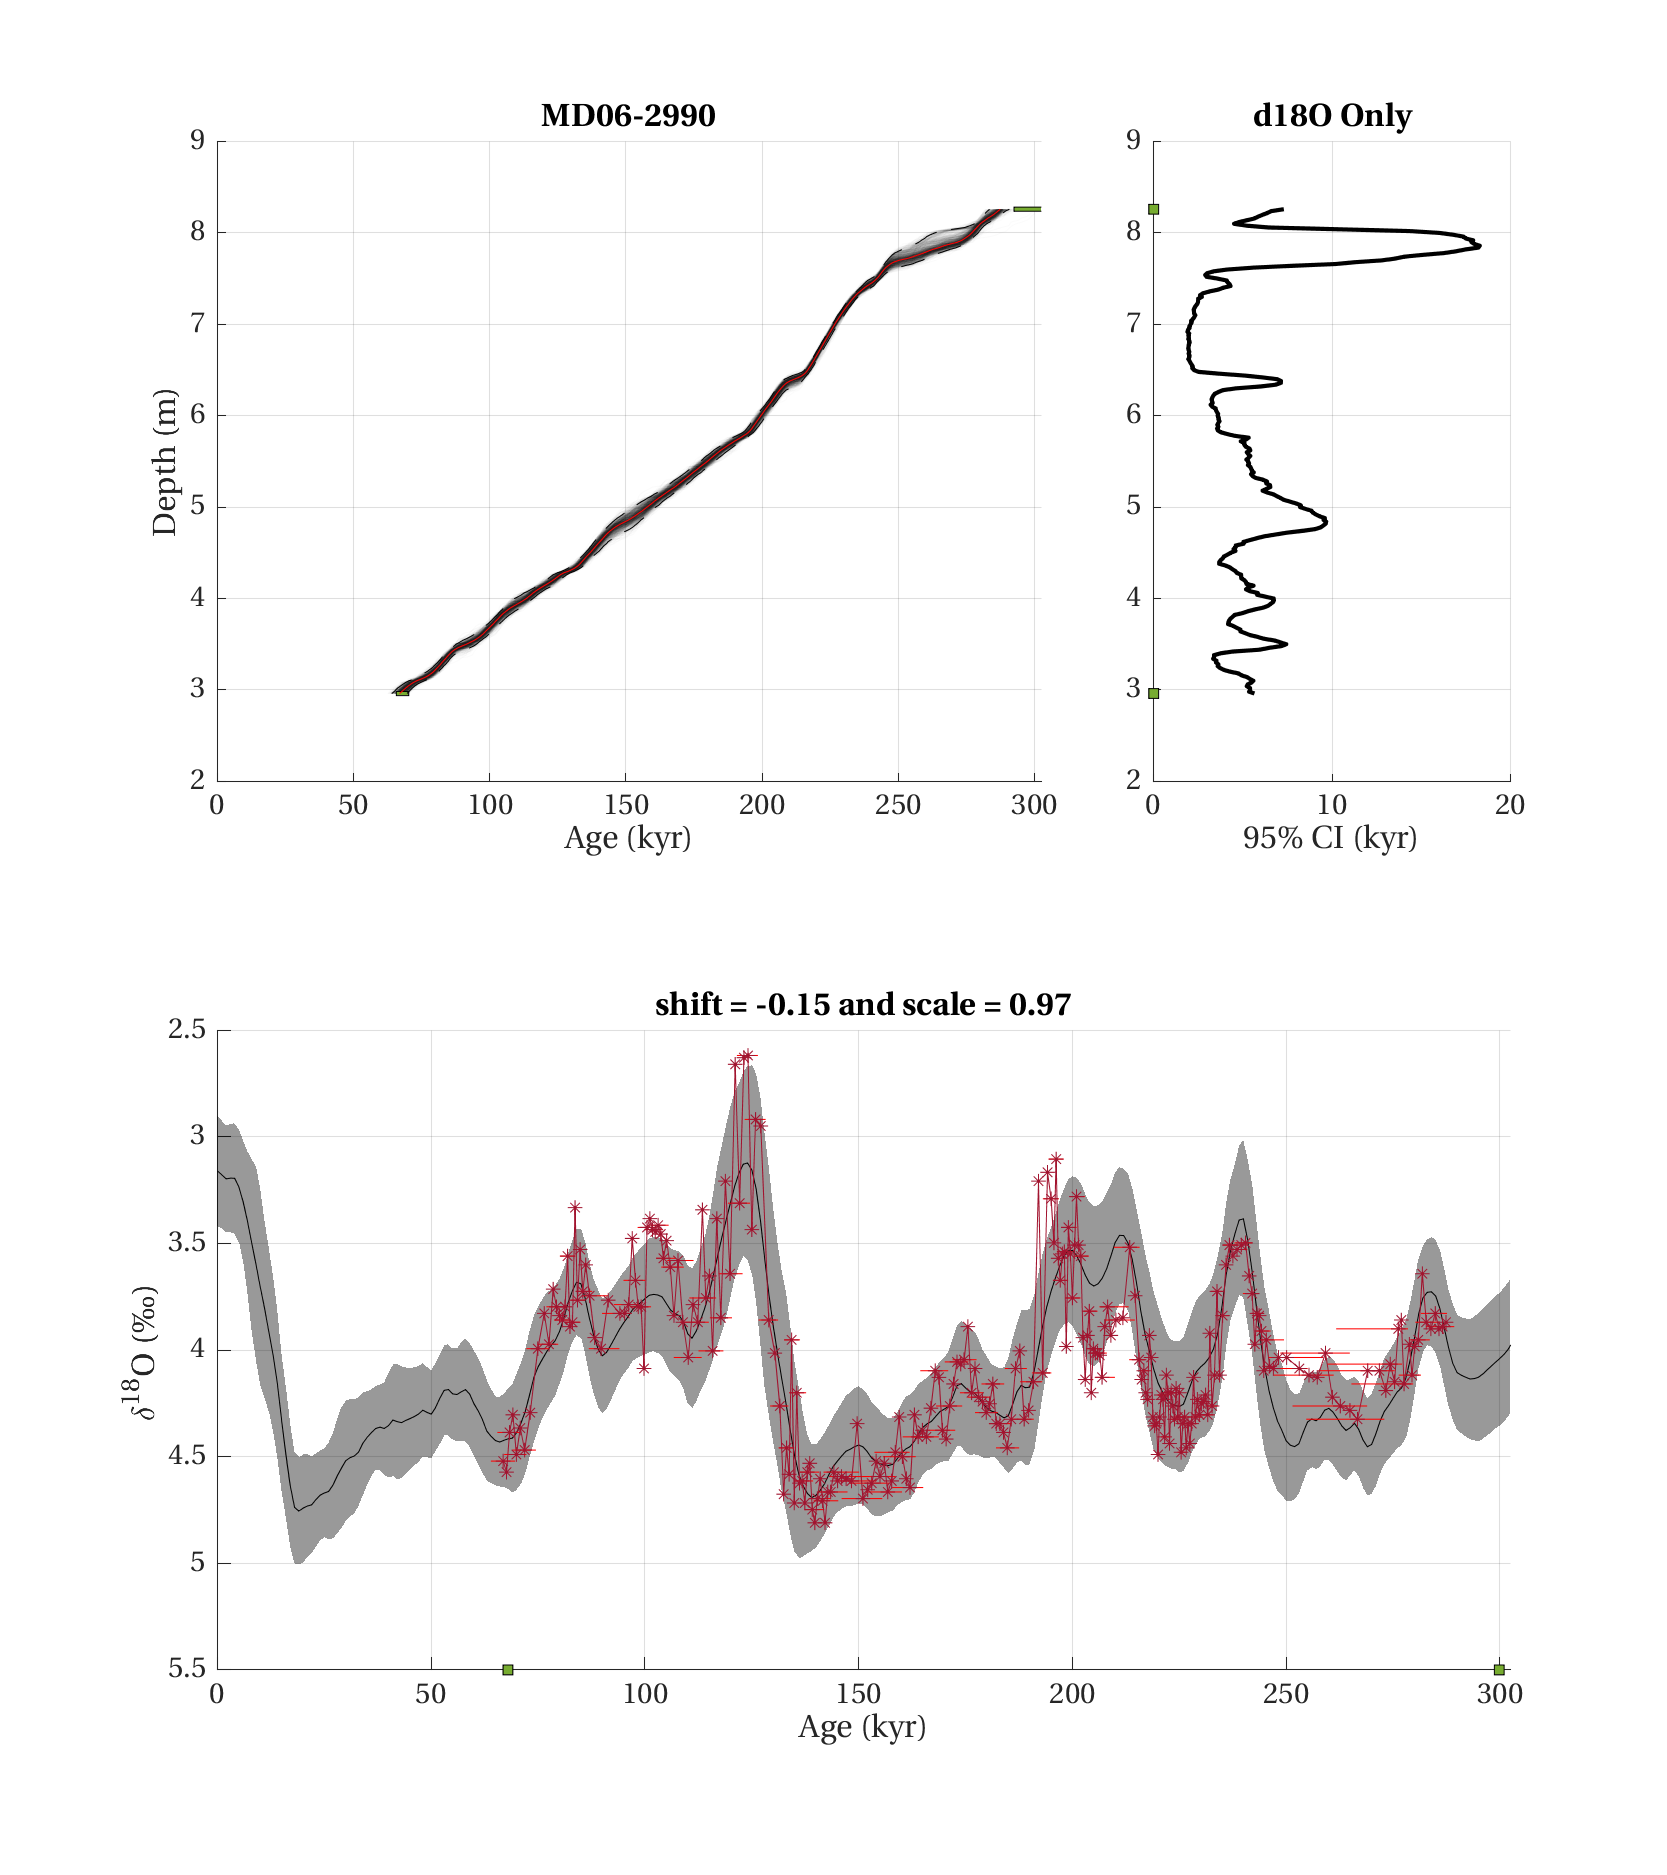 MD06-2990
d18O Only
9
8
7
6
5
4
3
2
Depth (m)
0 50 100 150 200 250 300
Age (kyr)
9
8
7
6
5
4
3
2
0 10 20
95% CI (kyr)
shift = -0.15 and scale = 0.97
2.5
3
3.5
4
4.5
5
5.5
δ¹⁸O (‰)
0 50 100 150 200 250 300
Age (kyr)